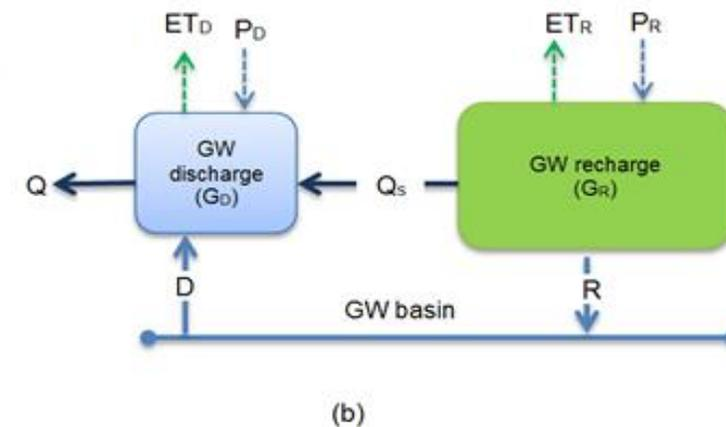 ETD PD ETR PR
GW
discharge
(GD)
GW recharge
(GR)
Q
Qs
D
R
GW basin
(b)